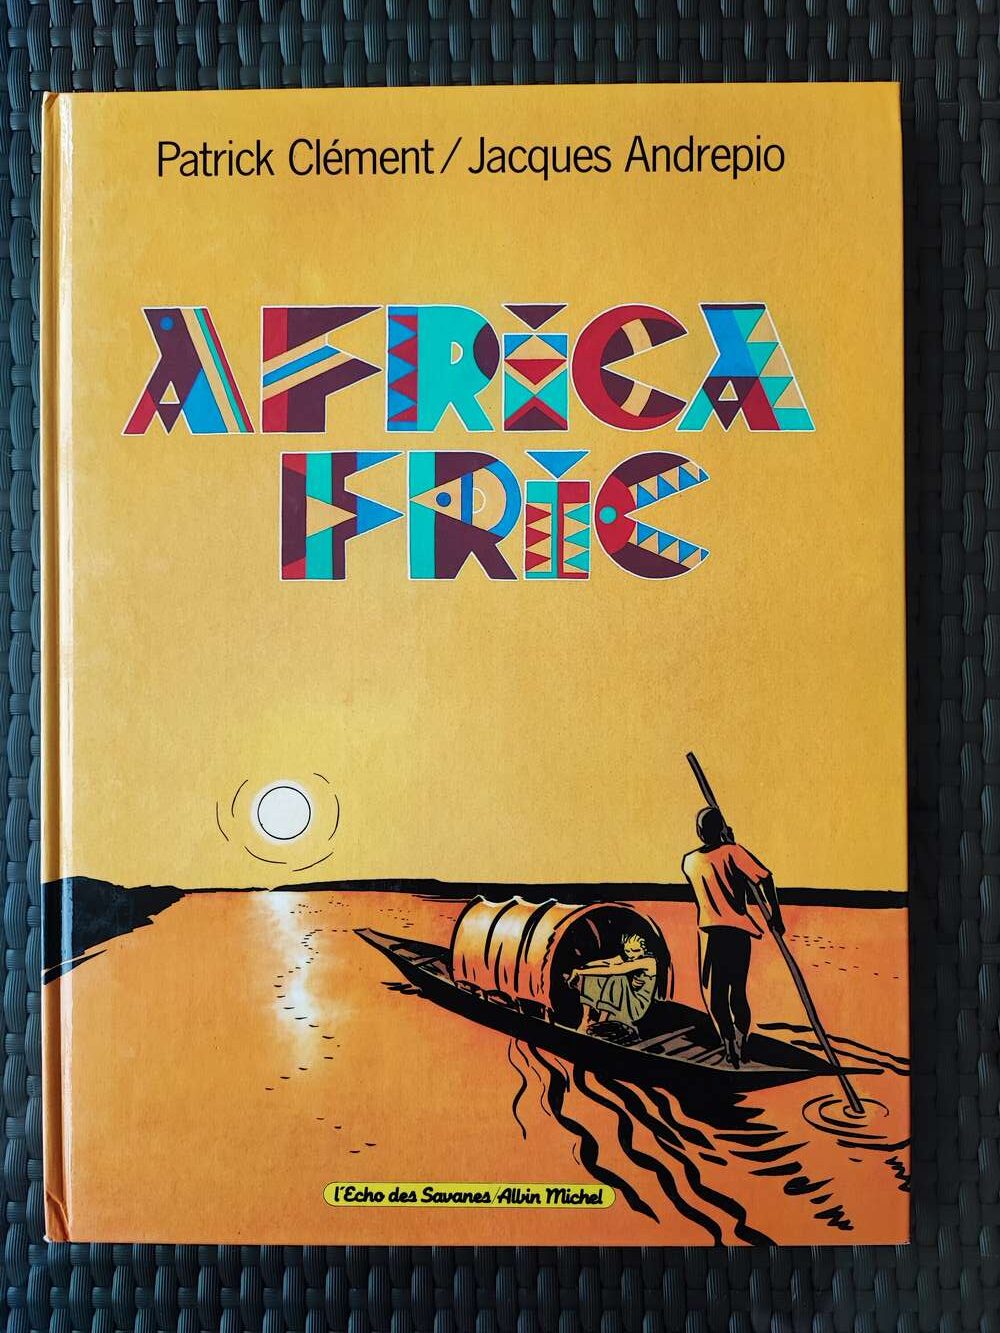 Patrick Clément / Jacques Andrepio
AFRICA
FRIC
l'Echo des Savanes/Albin Michel